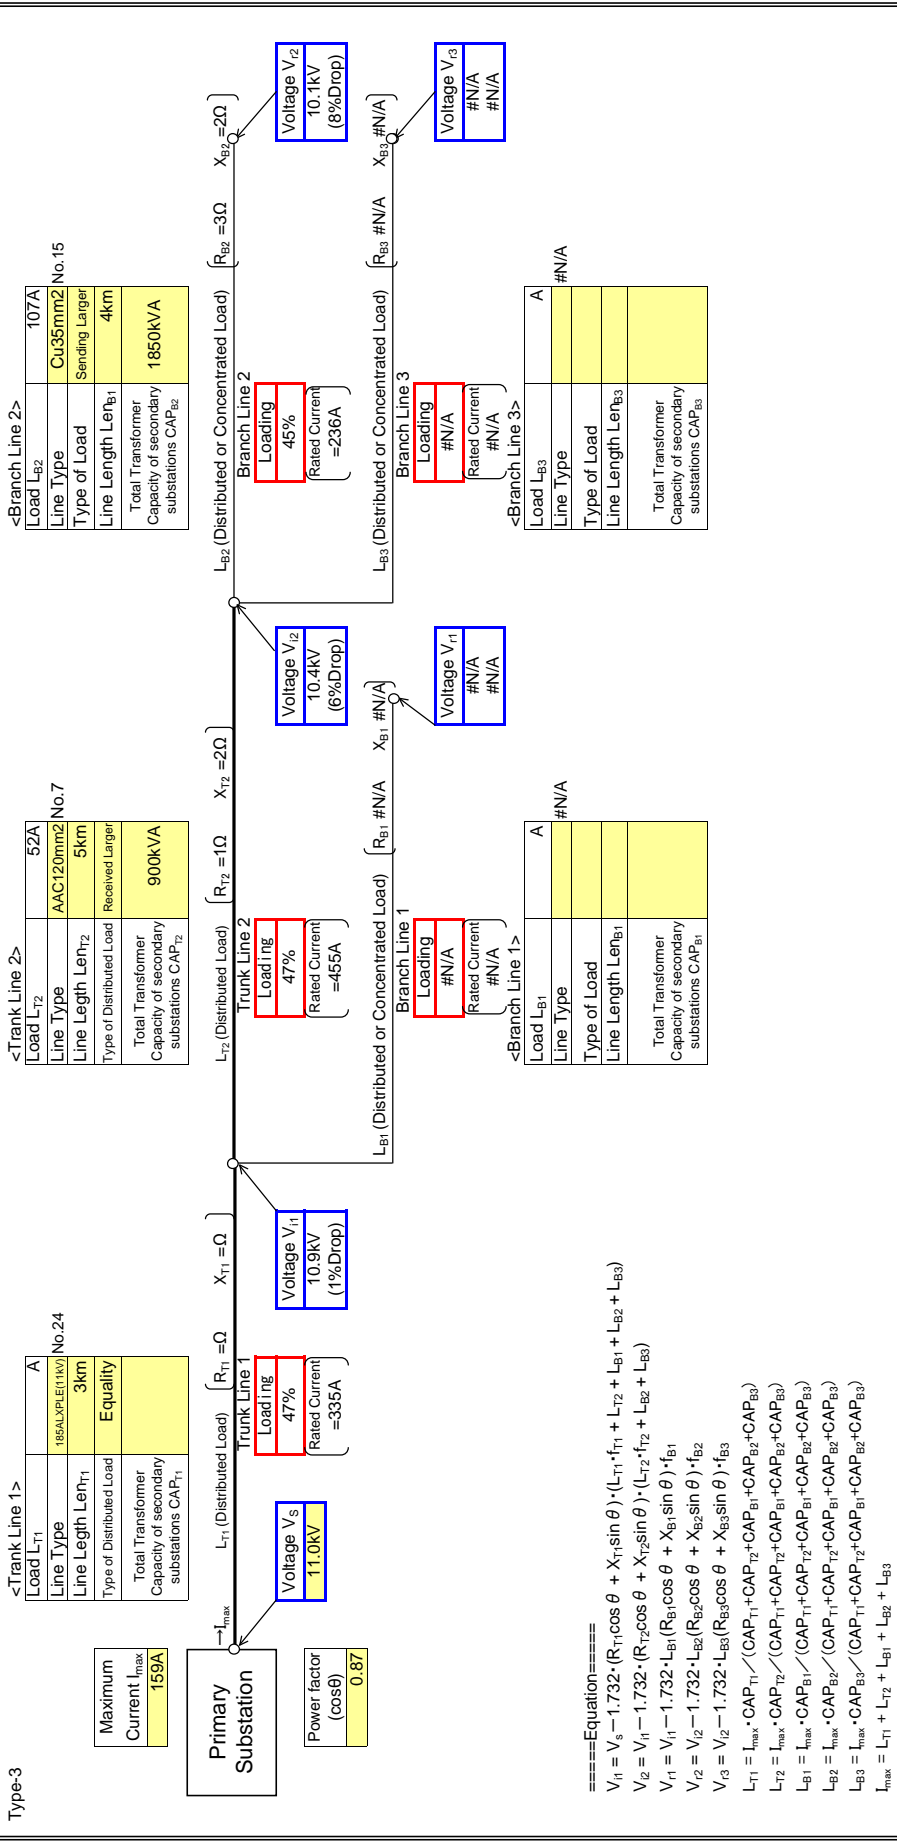 Type-3
Maximum
Current Imax
159A
Primary
Substation
→Imax
Power factor
(cosθ)
0.87
Voltage VS
11.0kV
<Trank Line 1>
Load LT1 A
Line Type 185ALXPLE(11kV) No.24
Line Legth LenT1 3km
Type of Distributed Load Equality
Total Transformer
Capacity of secondary
substations CAPT1
LT1 (Distributed Load) (RT1 =Ω XT1 =Ω)
Trunk Line 1
Loading
47%
Rated Current
=335A
Voltage Vi1
10.9kV
(1%Drop)
<Trank Line 2>
Load LT2 52A
Line Type AAC120mm2 No.7
Line Legth LenT2 5km
Type of Distributed Load Received Larger
Total Transformer
Capacity of secondary
substations CAPT2
900kVA
LT2 (Distributed Load) (RT2 =1Ω XT2 =2Ω)
Trunk Line 2
Loading
47%
Rated Current
=455A
Voltage Vi2
10.4kV
(6%Drop)
LB1 (Distributed or Concentrated Load) (RB1 #N/A XB1 #N/A)
Branch Line 1
Loading
#N/A
Rated Current
#N/A
Voltage Vr1
#N/A
#N/A
<Branch Line 1>
Load LB1 A
Line Type #N/A
Type of Load
Line Length LenB1
Total Transformer
Capacity of secondary
substations CAPB1
<Branch Line 2>
Load LB2 107A
Line Type Cu35mm2 No.15
Type of Load Sending Larger
Line Length LenB1 4km
Total Transformer
Capacity of secondary
substations CAPB2
1850kVA
LB2 (Distributed or Concentrated Load) (RB2 =3Ω XB2 =2Ω)
Branch Line 2
Loading
45%
Rated Current
=236A
Voltage Vr2
10.1kV
(8%Drop)
LB3 (Distributed or Concentrated Load) (RB3 #N/A XB3 #N/A)
Branch Line 3
Loading
#N/A
Rated Current
#N/A
Voltage Vr3
#N/A
#N/A
<Branch Line 3>
Load LB3 A
Line Type #N/A
Type of Load
Line Length LenB3
Total Transformer
Capacity of secondary
substations CAPB3
=====Equation=====
Vi1 = Vs－1.732・(RT1cos θ + XT1sin θ)・(LT1・fT1 + LT2 + LB1 + LB2 + LB3)
Vi2 = Vi1－1.732・(RT2cos θ + XT2sin θ)・(LT2・fT2 + LB2 + LB3)
Vr1 = Vi1－1.732・LB1(RB1cos θ + XB1sin θ)・fB1
Vr2 = Vi2－1.732・LB2(RB2cos θ + XB2sin θ)・fB2
Vr3 = Vi2－1.732・LB3(RB3cos θ + XB3sin θ)・fB3
LT1 = Imax・CAPT1／(CAPT1+CAPT2+CAPB1+CAPB2+CAPB3)
LT2 = Imax・CAPT2／(CAPT1+CAPT2+CAPB1+CAPB2+CAPB3)
LB1 = Imax・CAPB1／(CAPT1+CAPT2+CAPB1+CAPB2+CAPB3)
LB2 = Imax・CAPB2／(CAPT1+CAPT2+CAPB1+CAPB2+CAPB3)
LB3 = Imax・CAPB3／(CAPT1+CAPT2+CAPB1+CAPB2+CAPB3)
Imax = LT1 + LT2 + LB1 + LB2 + LB3